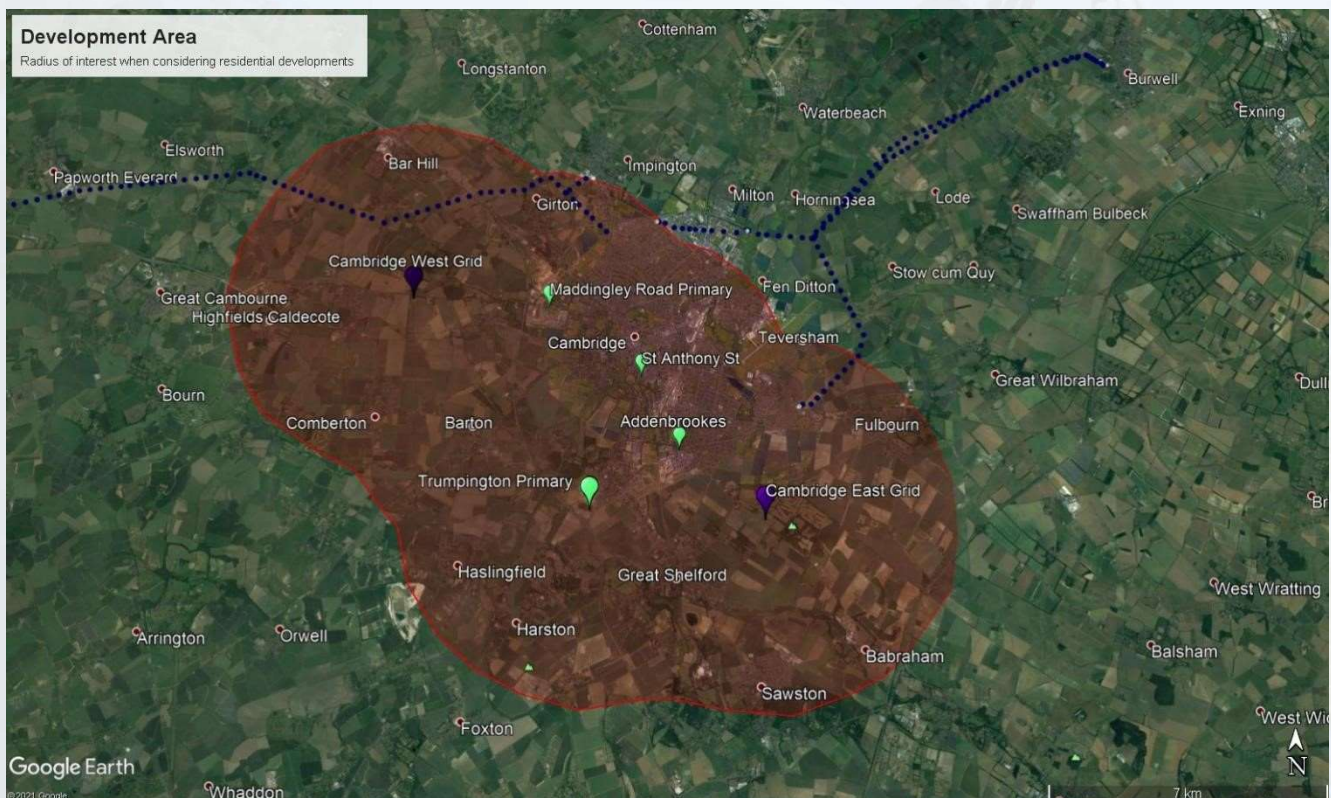 Development Area
Radius of interest when considering residential developments
Cottenham
Longstanton
Burwell
Waterbeach
Exning
Elsworth
Bar Hill
Impington
Papworth Everard
Milton
Horningsea
Lode
Girton
Swaffham Bulbeck
Cambridge West Grid
Stow cum Quy
Great Cambourne
Maddingley Road Primary
Fen Ditton
Highfields Caldecote
Cambridge
Teversham
St Anthony St
Great Wilbraham
Bourn
Comberton
Barton
Addenbrookes
Fulbourn
Trumpington Primary
Cambridge East Grid
Haslingfield
Great Shelford
West Wratting
Arrington
Orwell
Harston
Babraham
Balsham
Sawston
Foxton
Google Earth
N
Whaddon
©2021 Google
7 km